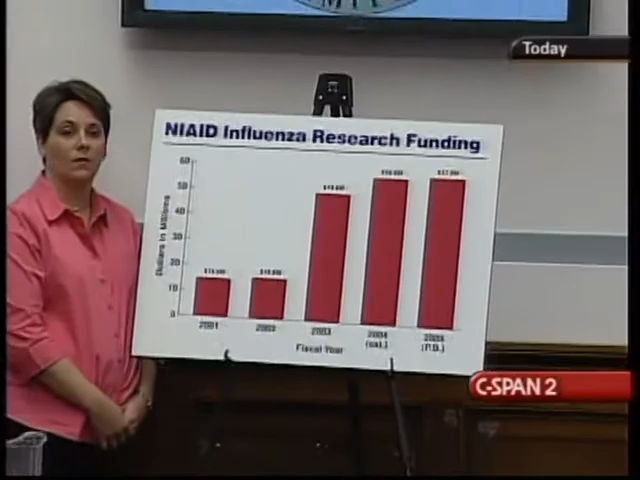 Today
NIAID Influenza Research Funding
60
50
40
30
20
10
0
Dollars in Millions
2001
2002
2003
2004
(est.)
2005
(P.B.)
Fiscal Year
C-SPAN 2